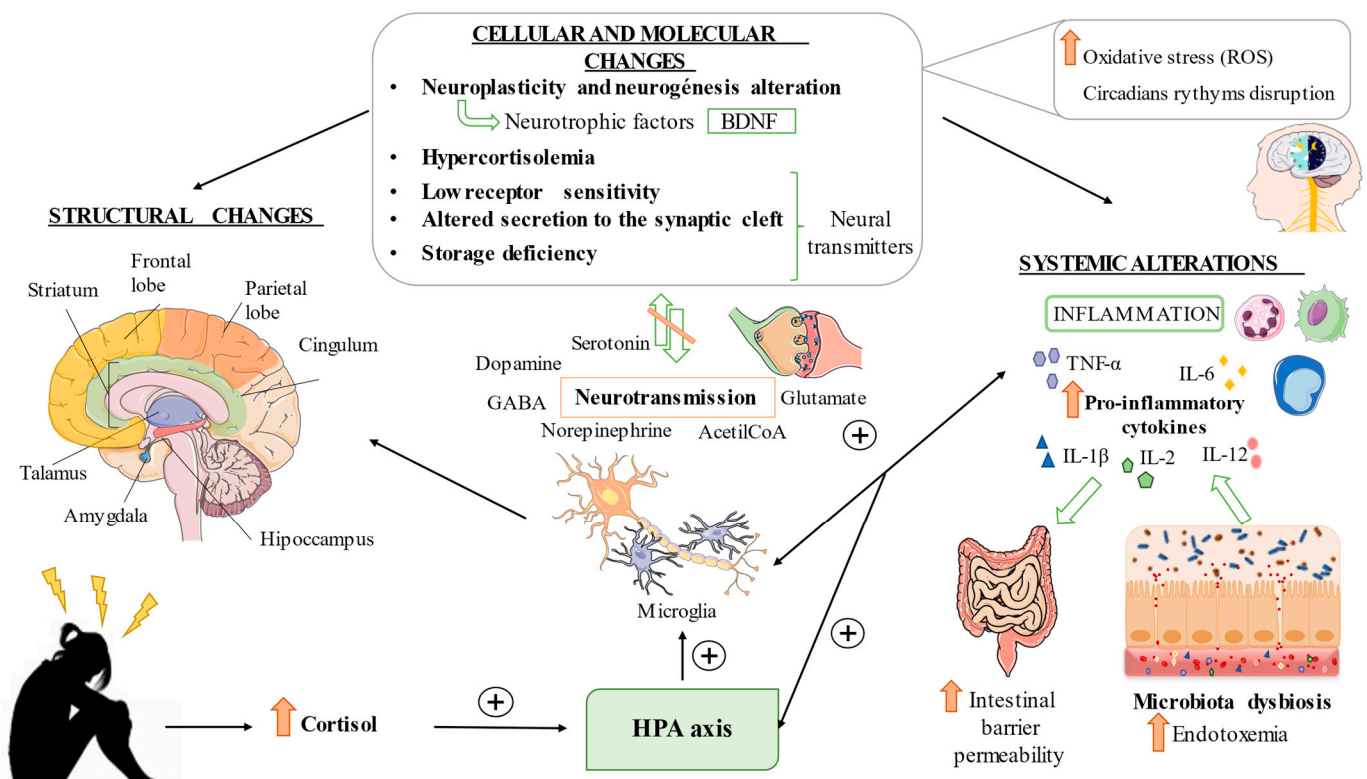 CELLULAR AND MOLECULAR
CHANGES
• Neuroplasticity and neurogénesis alteration
Neurotrophic factors BDNF
• Hypercortisolemia
• Low receptor sensitivity
• Altered secretion to the synaptic cleft
• Storage deficiency
Neural
transmitters
Oxidative stress (ROS)
Circadians rythyms disruption
STRUCTURAL CHANGES
Frontal
lobe
Striatum
Parietal
lobe
Cingulum
Talamus
Amygdala
Hipoccampus
Serotonin
Dopamine
GABA
Neurotransmission
Glutamate
Norepinephrine
AcetilCoA
+
Microglia
+
+
SYSTEMIC ALTERATIONS
INFLAMMATION
TNF-α
IL-6
Pro-inflammatory
cytokines
IL-1β
IL-2
IL-12
Intestinal
barrier
permeability
Microbiota dysbiosis
Endotoxemia
Cortisol
+
HPA axis